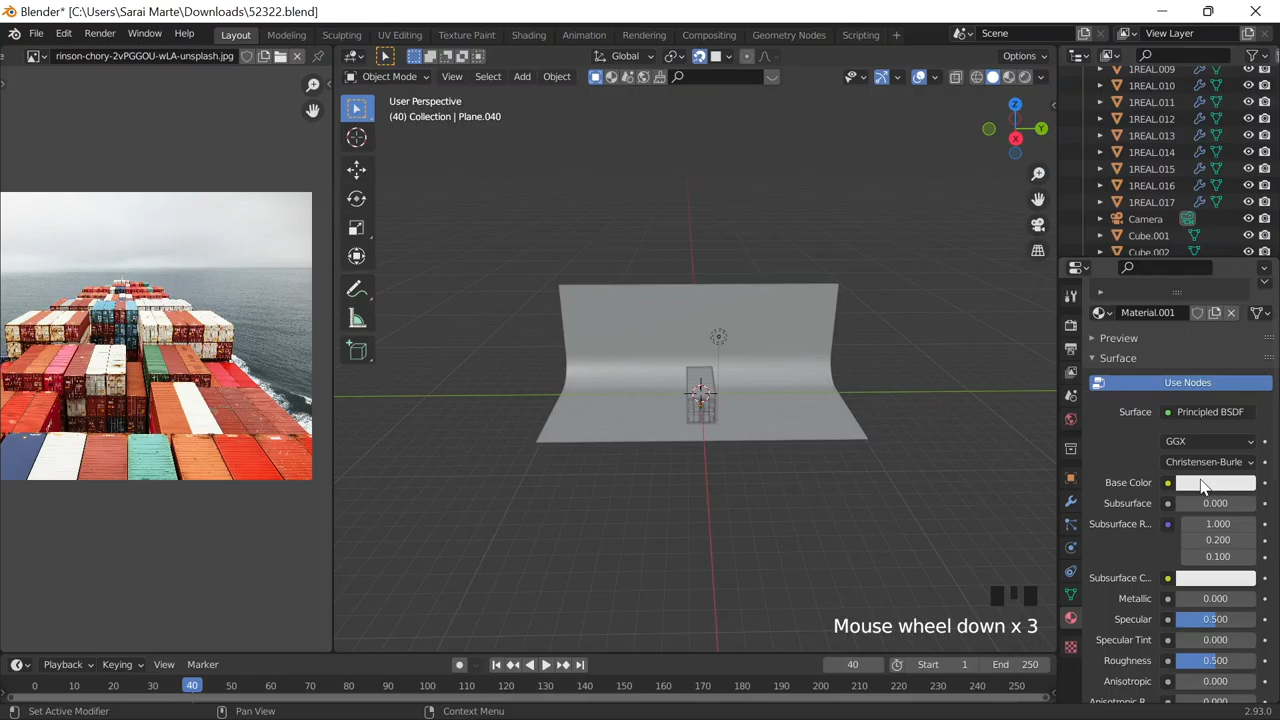 Blender* [C:\Users\Sarai Marte\Downloads\52322.blend]
File Edit Render Window Help Layout Modeling Sculpting UV Editing Texture Paint Shading Animation Rendering Compositing Geometry Nodes Scripting Scene View Layer
rinson-chory-2vPGGOU-wLA-unsplash.jpg Global Options
Object Mode View Select Add Object
User Perspective
(40) Collection | Plane.040
Z
Y
X
1REAL.009
1REAL.010
1REAL.011
1REAL.012
1REAL.013
1REAL.014
1REAL.015
1REAL.016
1REAL.017
Camera
Cube.001
Cube.002
Material.001
Preview
Surface
Use Nodes
Surface Principled BSDF
GGX
Christensen-Burle
Base Color
Subsurface 0.000
Subsurface R... 1.000
0.200
0.100
Subsurface C...
Metallic 0.000
Specular 0.500
Specular Tint 0.000
Roughness 0.500
Anisotropic 0.000
Mouse wheel down x 3
Playback Keying View Marker 40 Start 1 End 250
0 10 20 30 40 50 60 70 80 90 100 110 120 130 140 150 160 170 180 190 200 210 220 230 240 250
Set Active Modifier Pan View Context Menu 2.93.0